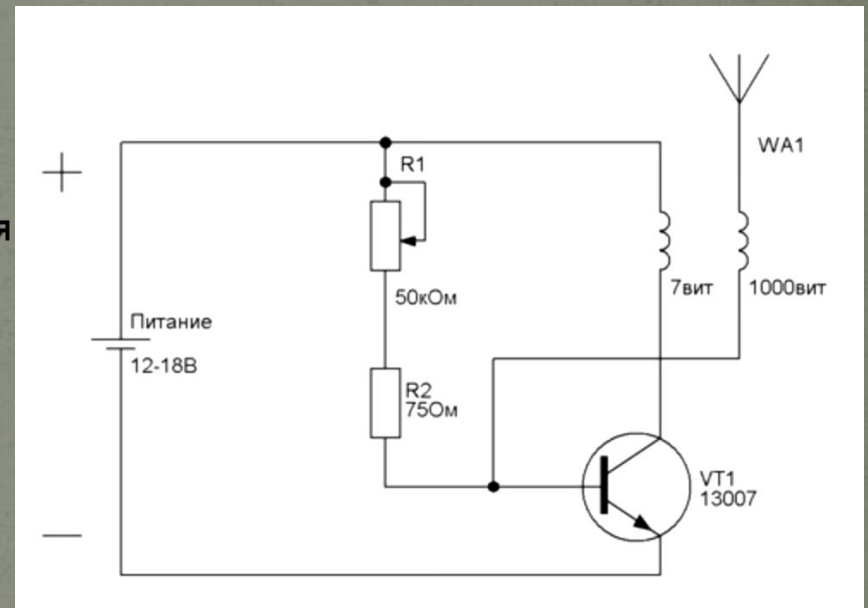 +
R1
WA1
я
50кОм
7вит
1000вит
Питание
12-18В
R2
75Ом
VT1
13007
—